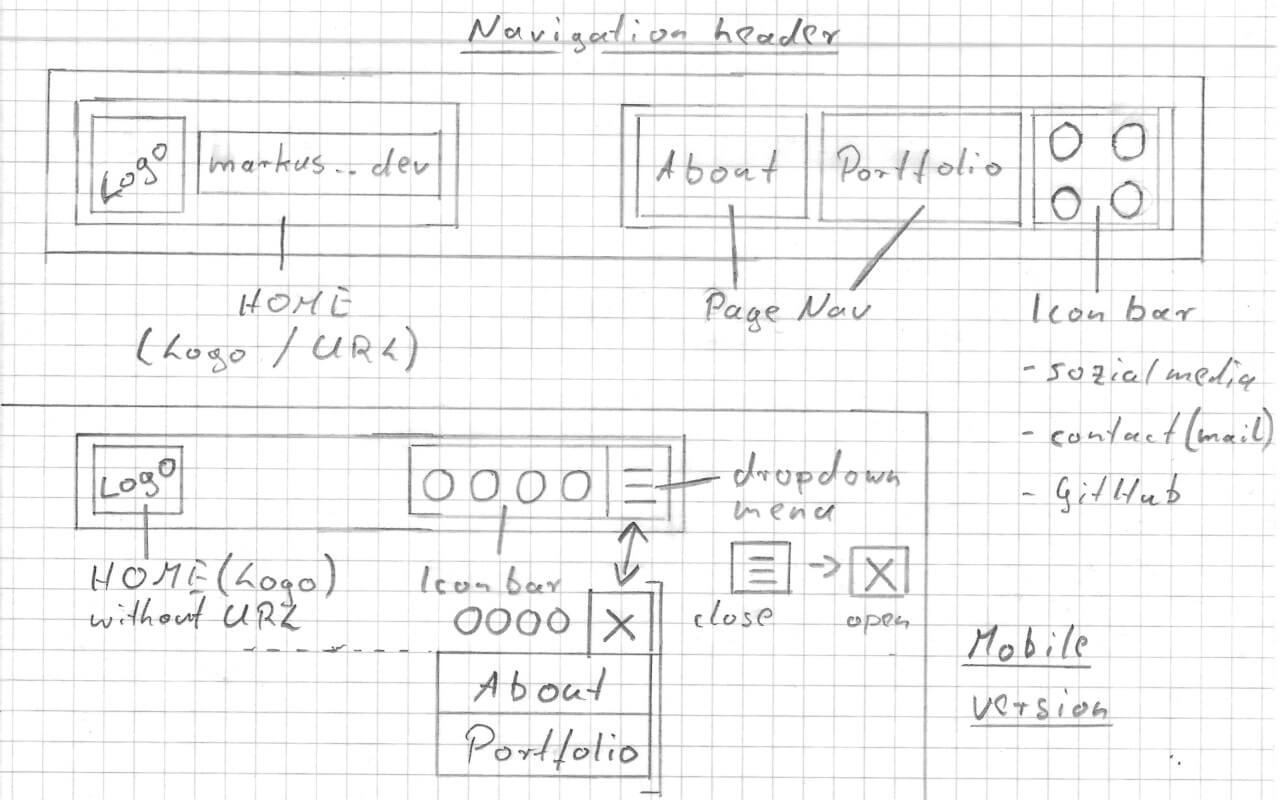 Navigation header
Logo
markus...dev
About
Portfolio
HOME
(Logo / URL)
Page Nav
Icon bar
- sozial media
- contact (mail)
- GitHub
Logo
dropdown
menu
HOME (Logo)
without URL
Icon bar
X
close
->
X
open
About
Portfolio
Mobile
version